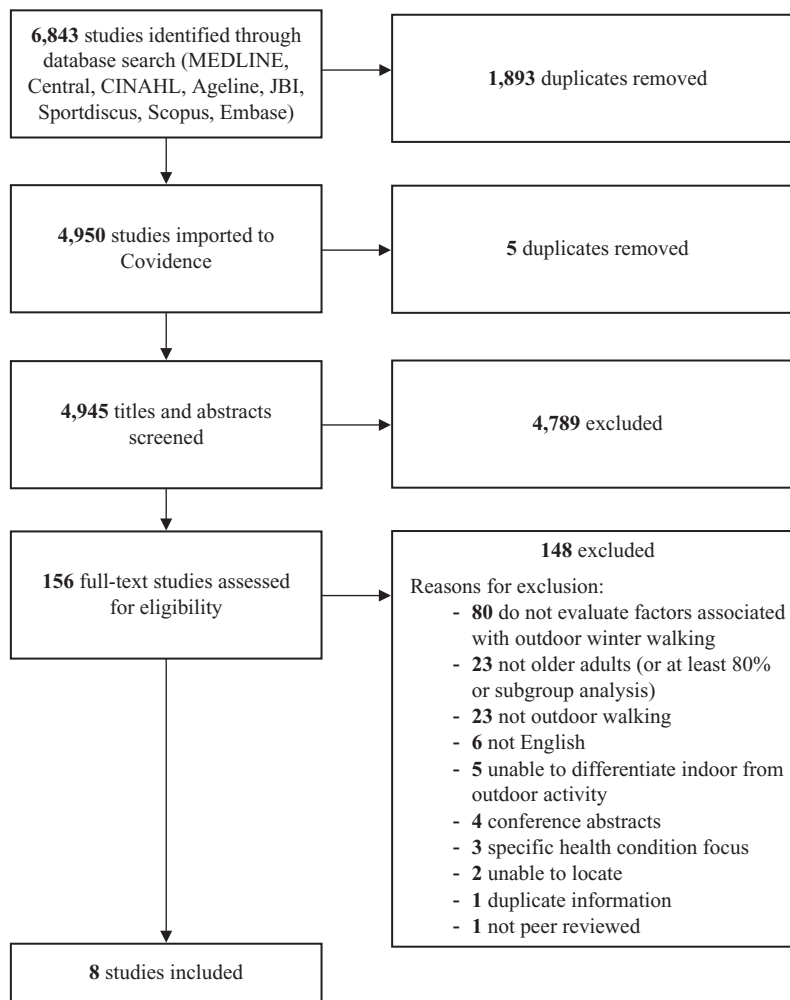 6,843 studies identified through
database search (MEDLINE,
Central, CINAHL, Ageline, JBI,
Sportdiscus, Scopus, Embase)
1,893 duplicates removed
4,950 studies imported to
Covidence
5 duplicates removed
4,945 titles and abstracts
screened
4,789 excluded
156 full-text studies assessed
for eligibility
148 excluded
Reasons for exclusion:
- 80 do not evaluate factors associated
with outdoor winter walking
- 23 not older adults (or at least 80%
or subgroup analysis)
- 23 not outdoor walking
- 6 not English
- 5 unable to differentiate indoor from
outdoor activity
- 4 conference abstracts
- 3 specific health condition focus
- 2 unable to locate
- 1 duplicate information
- 1 not peer reviewed
8 studies included